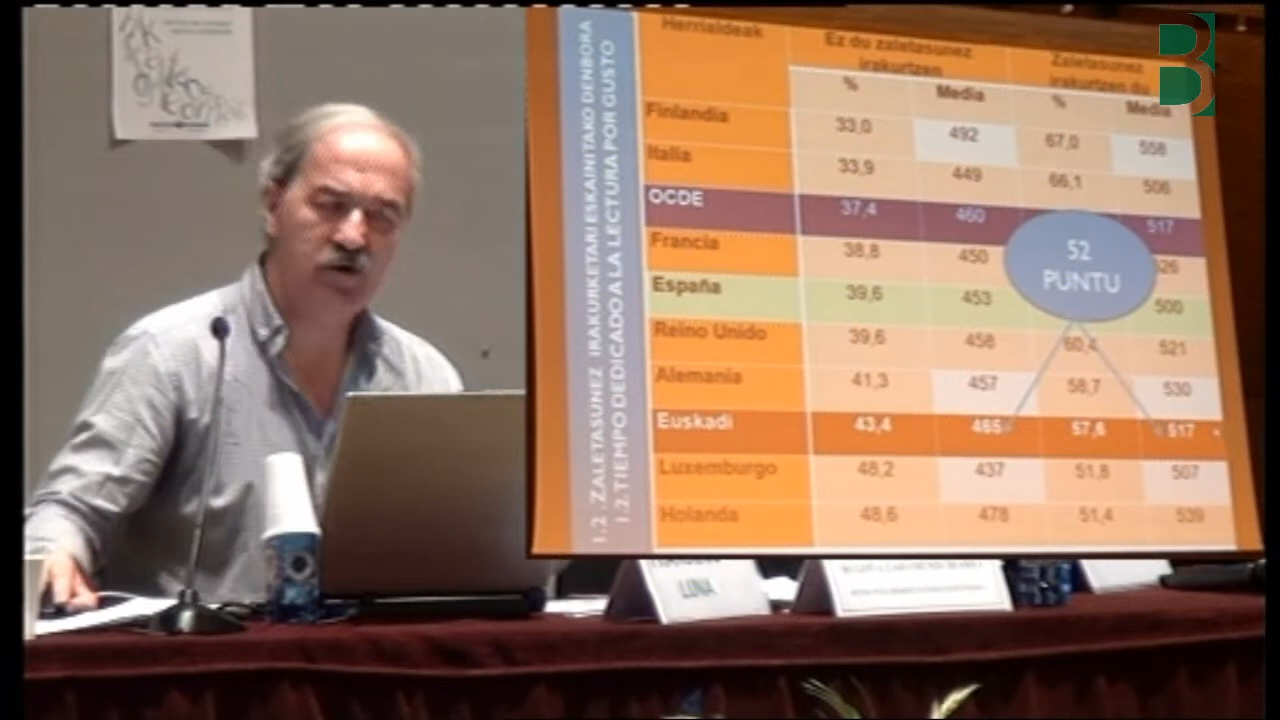 1.2. ZALETASUNEZ IRAKURKETARI ESKAINITAKO DENBORA
1.2 TIEMPO DEDICADO A LA LECTURA POR GUSTO
Herrialdeak
Ez du zaletasunez
irakurtzen
Zaletasunez
irakurtzen du
% Media % Media
Finlandia 33,0 492 67,0 558
Italia 33,9 449 66,1 506
OCDE 37,4 460 517
Francia 38,8 450
España 39,6 453 500
Reino Unido 39,6 458 60,4 521
Alemania 41,3 457 58,7 530
Euskadi 43,4 465 57,6 517
Luxemburgo 48,2 437 51,8 507
Holanda 48,6 478 51,4 539
52
PUNTU
LUNA
B